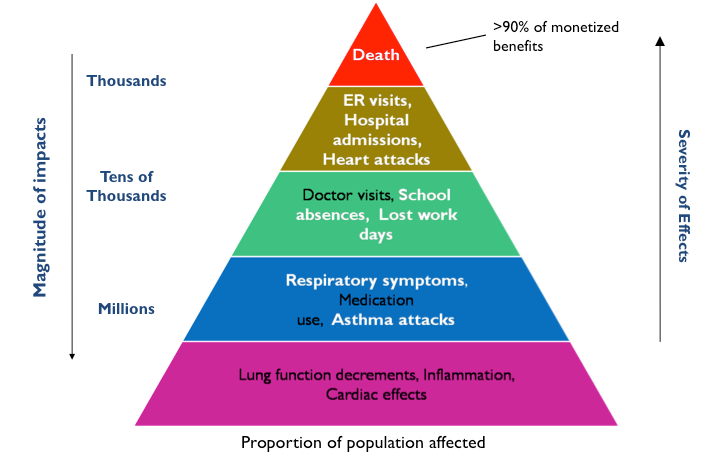 >90% of monetized
benefits
Death
Thousands
ER visits,
Hospital
admissions,
Heart attacks
Magnitude of impacts
Tens of
Thousands
Doctor visits, School
absences, Lost work
days
Severity of Effects
Respiratory symptoms,
Medication
use, Asthma attacks
Millions
Lung function decrements, Inflammation,
Cardiac effects
Proportion of population affected